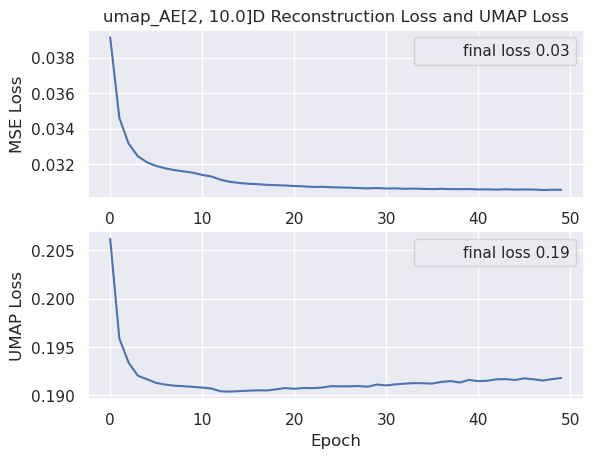 umap_AE[2, 10.0]D Reconstruction Loss and UMAP Loss
final loss 0.03
MSE Loss
0.038
0.036
0.034
0.032
0 10 20 30 40 50
final loss 0.19
UMAP Loss
0.205
0.200
0.195
0.190
0 10 20 30 40 50
Epoch